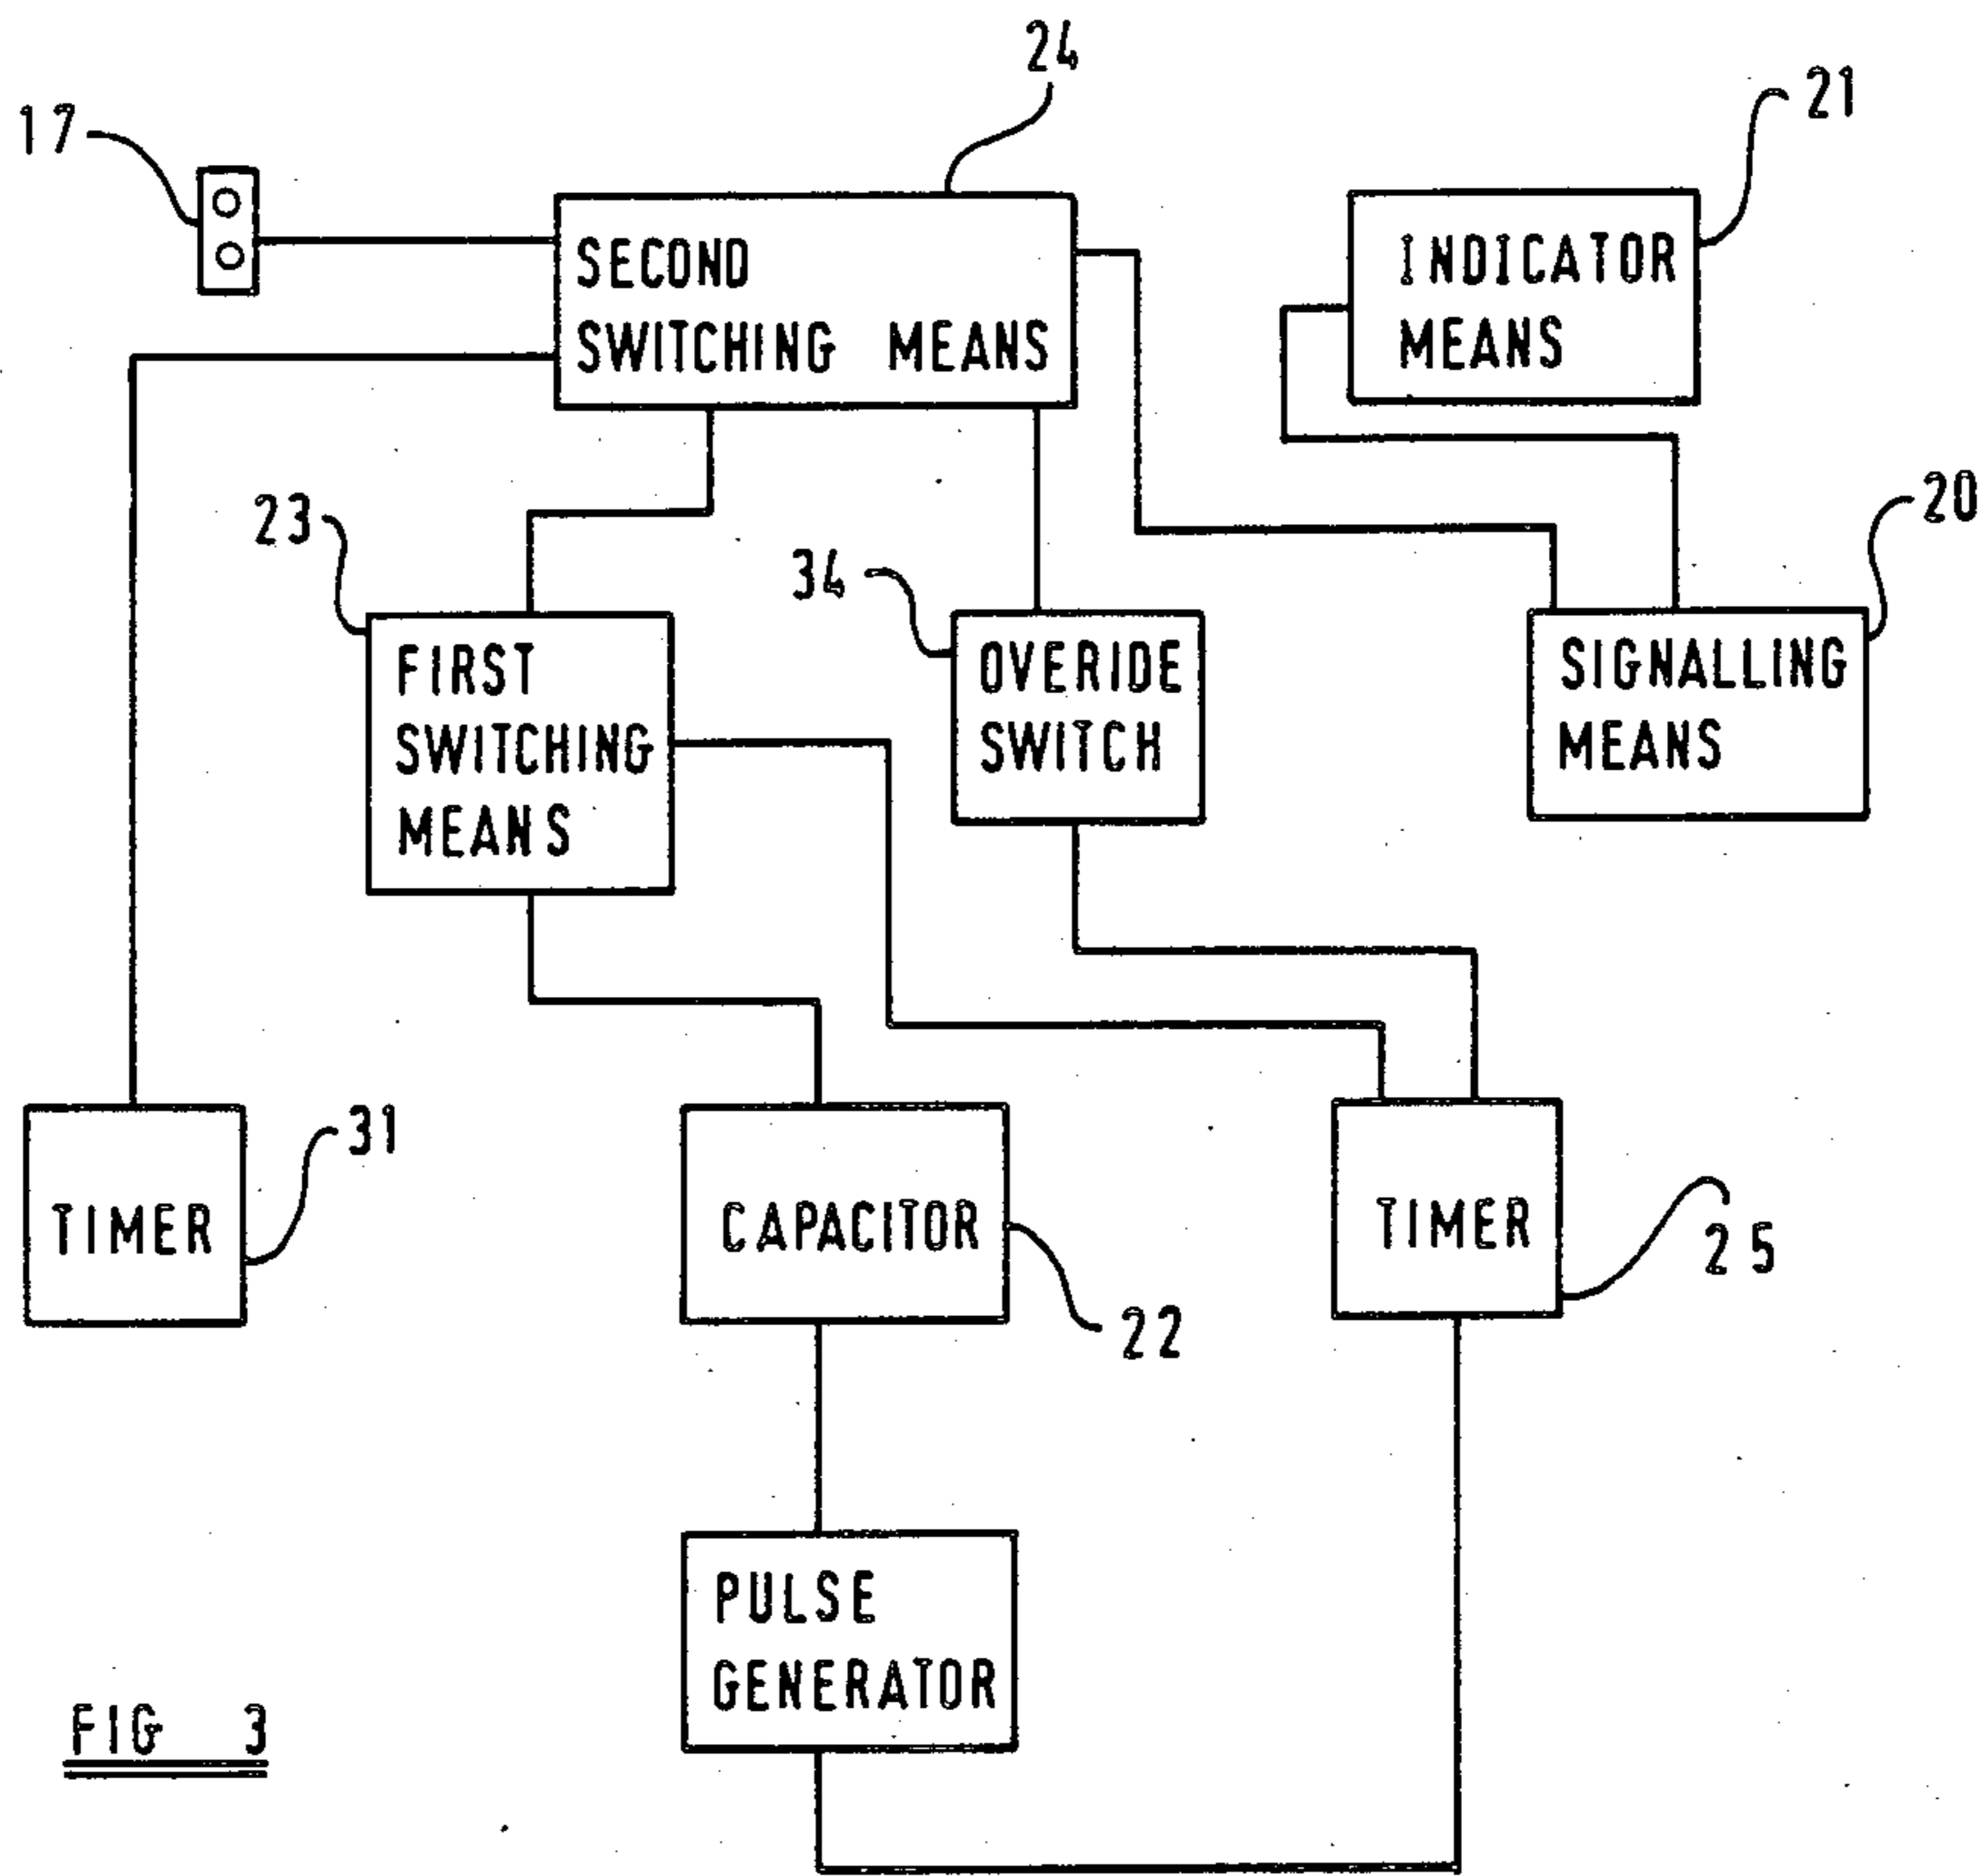 24
21
17
SECOND
SWITCHING MEANS
INDICATOR
MEANS
23
34
20
FIRST
SWITCHING
MEANS
OVERIDE
SWITCH
SIGNALLING
MEANS
31
TIMER
CAPACITOR
TIMER
25
22
PULSE
GENERATOR
FIG 3